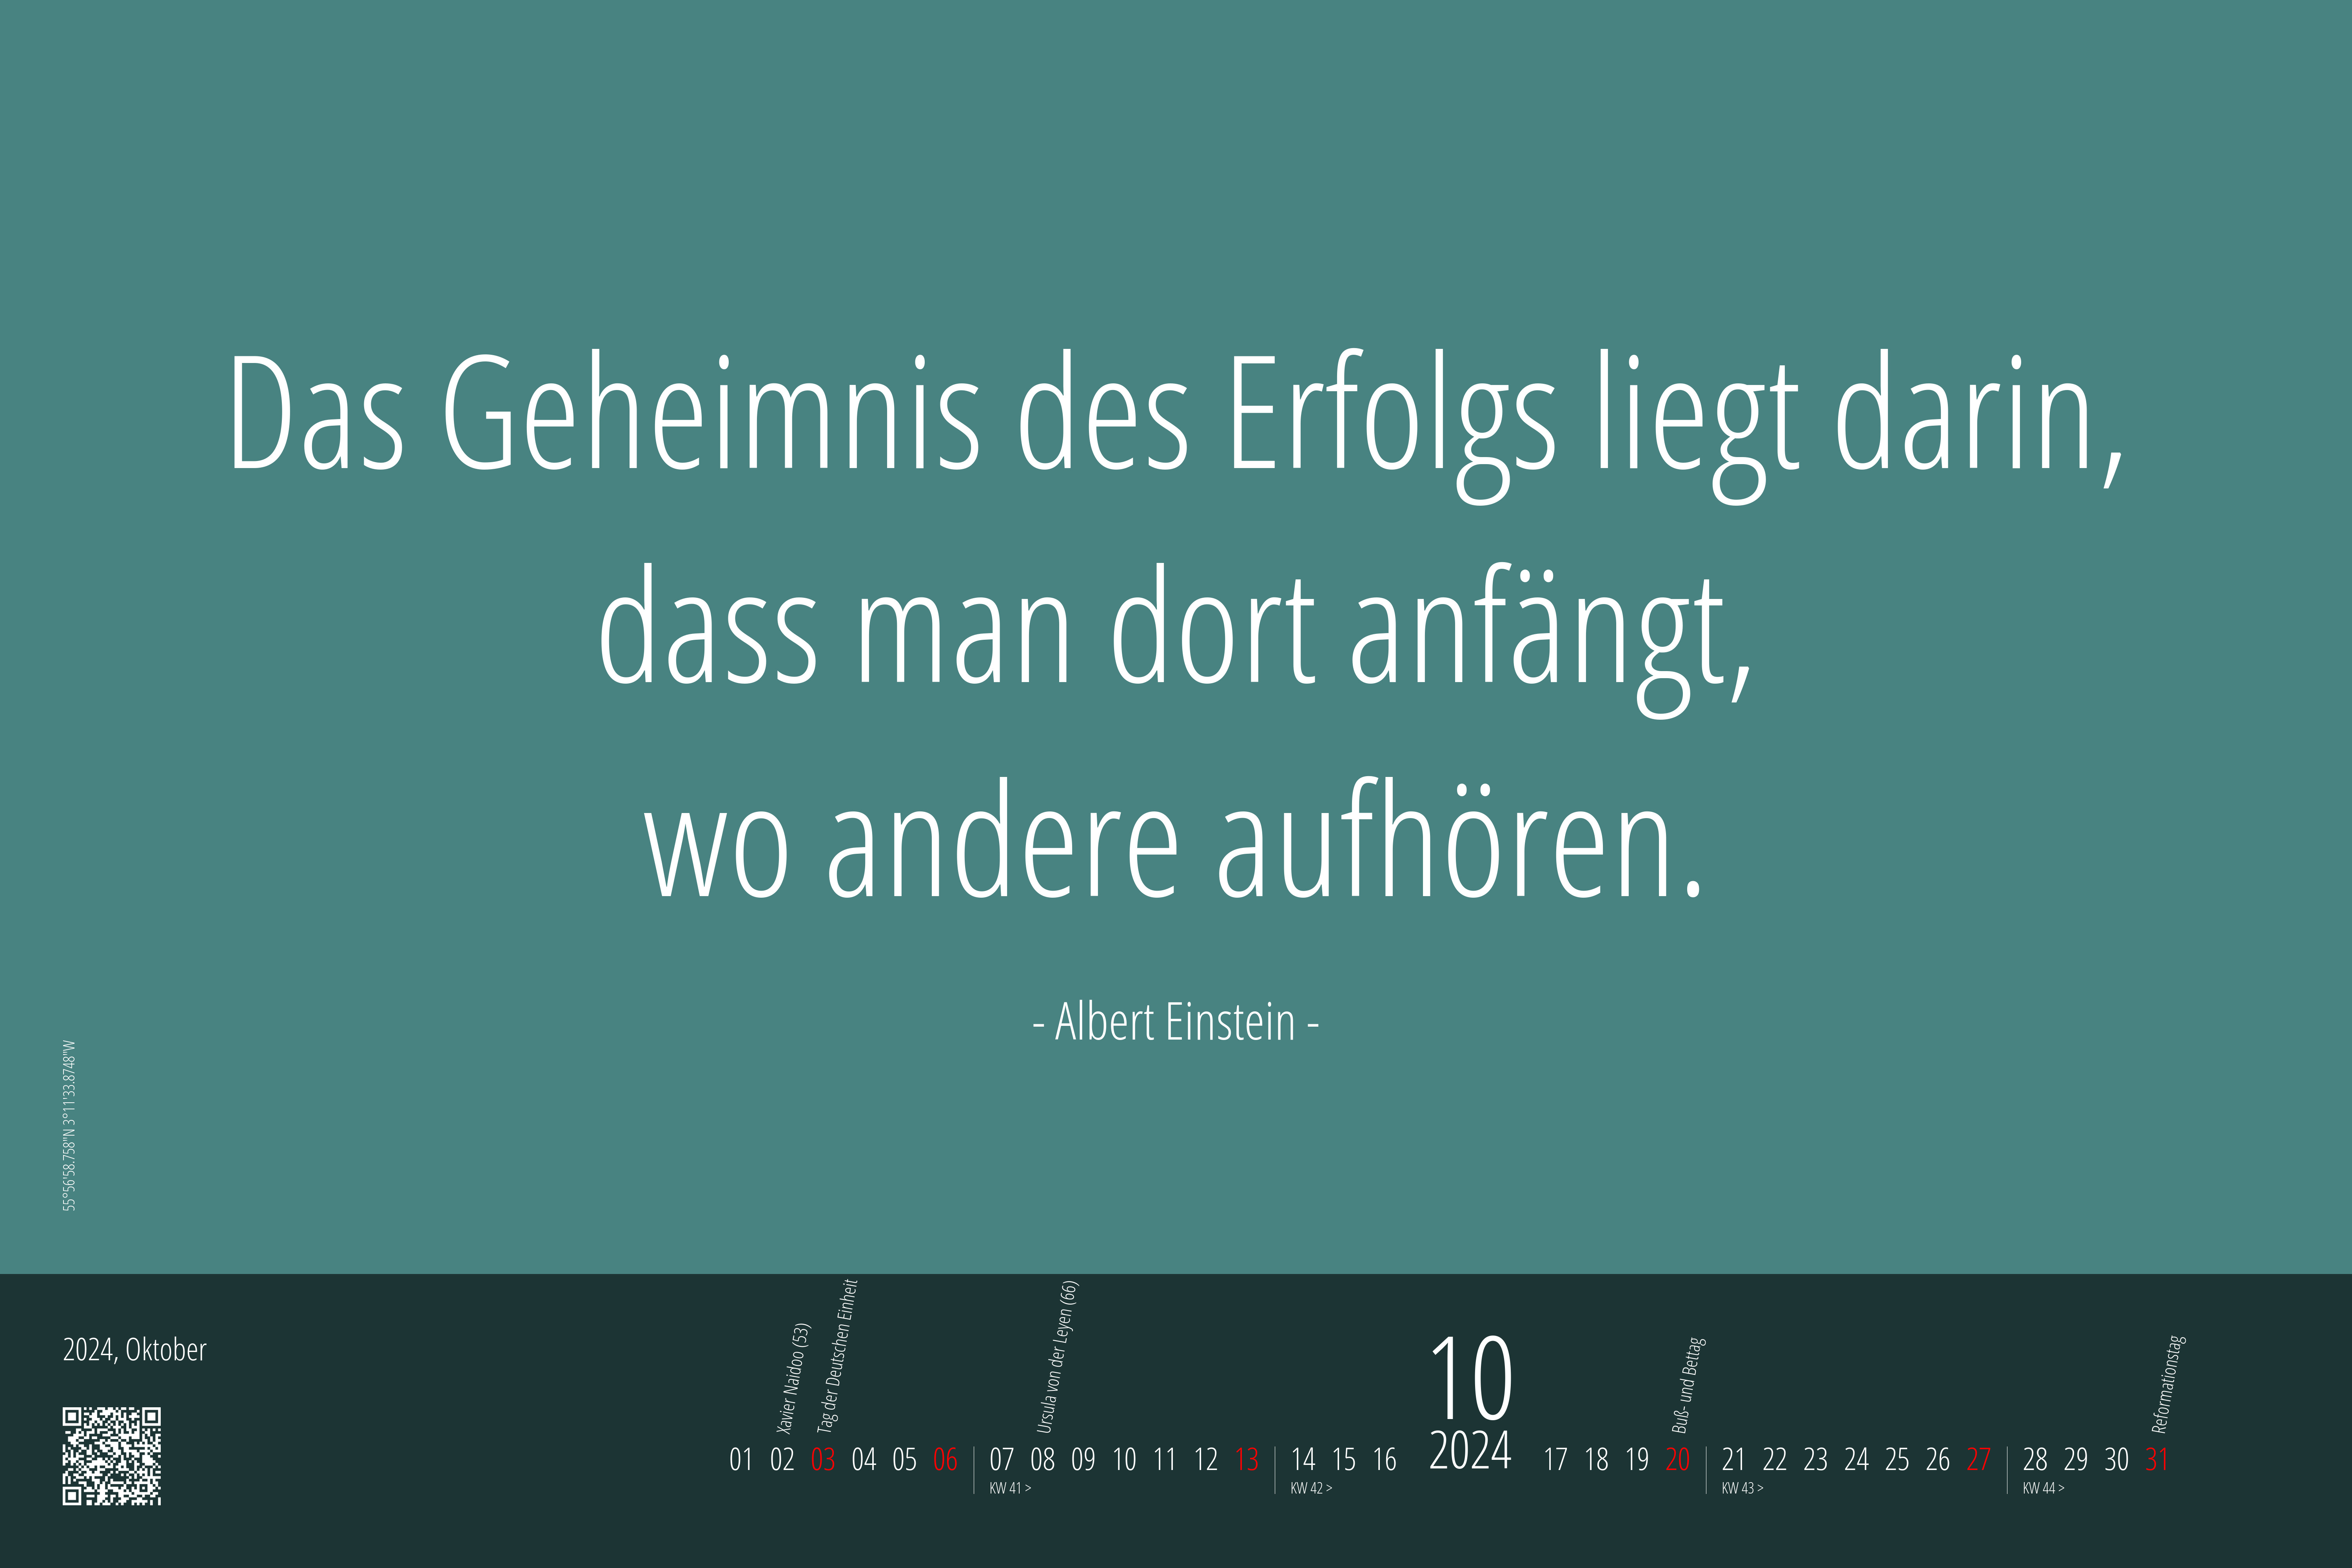 Das Geheimnis des Erfolgs liegt darin,
dass man dort anfängt,
wo andere aufhören.
- Albert Einstein -
55°56'58.758"N 3°11'33.8748"W
2024, Oktober
Xavier Naidoo (53)
Tag der Deutschen Einheit
Ursula von der Leyen (66)
Buß- und Bettag
Reformationstag
10
2024
01 02 03 04 05 06 07 08 09 10 11 12 13 14 15 16 17 18 19 20 21 22 23 24 25 26 27 28 29 30 31
KW 41 > KW 42 > KW 43 > KW 44 >